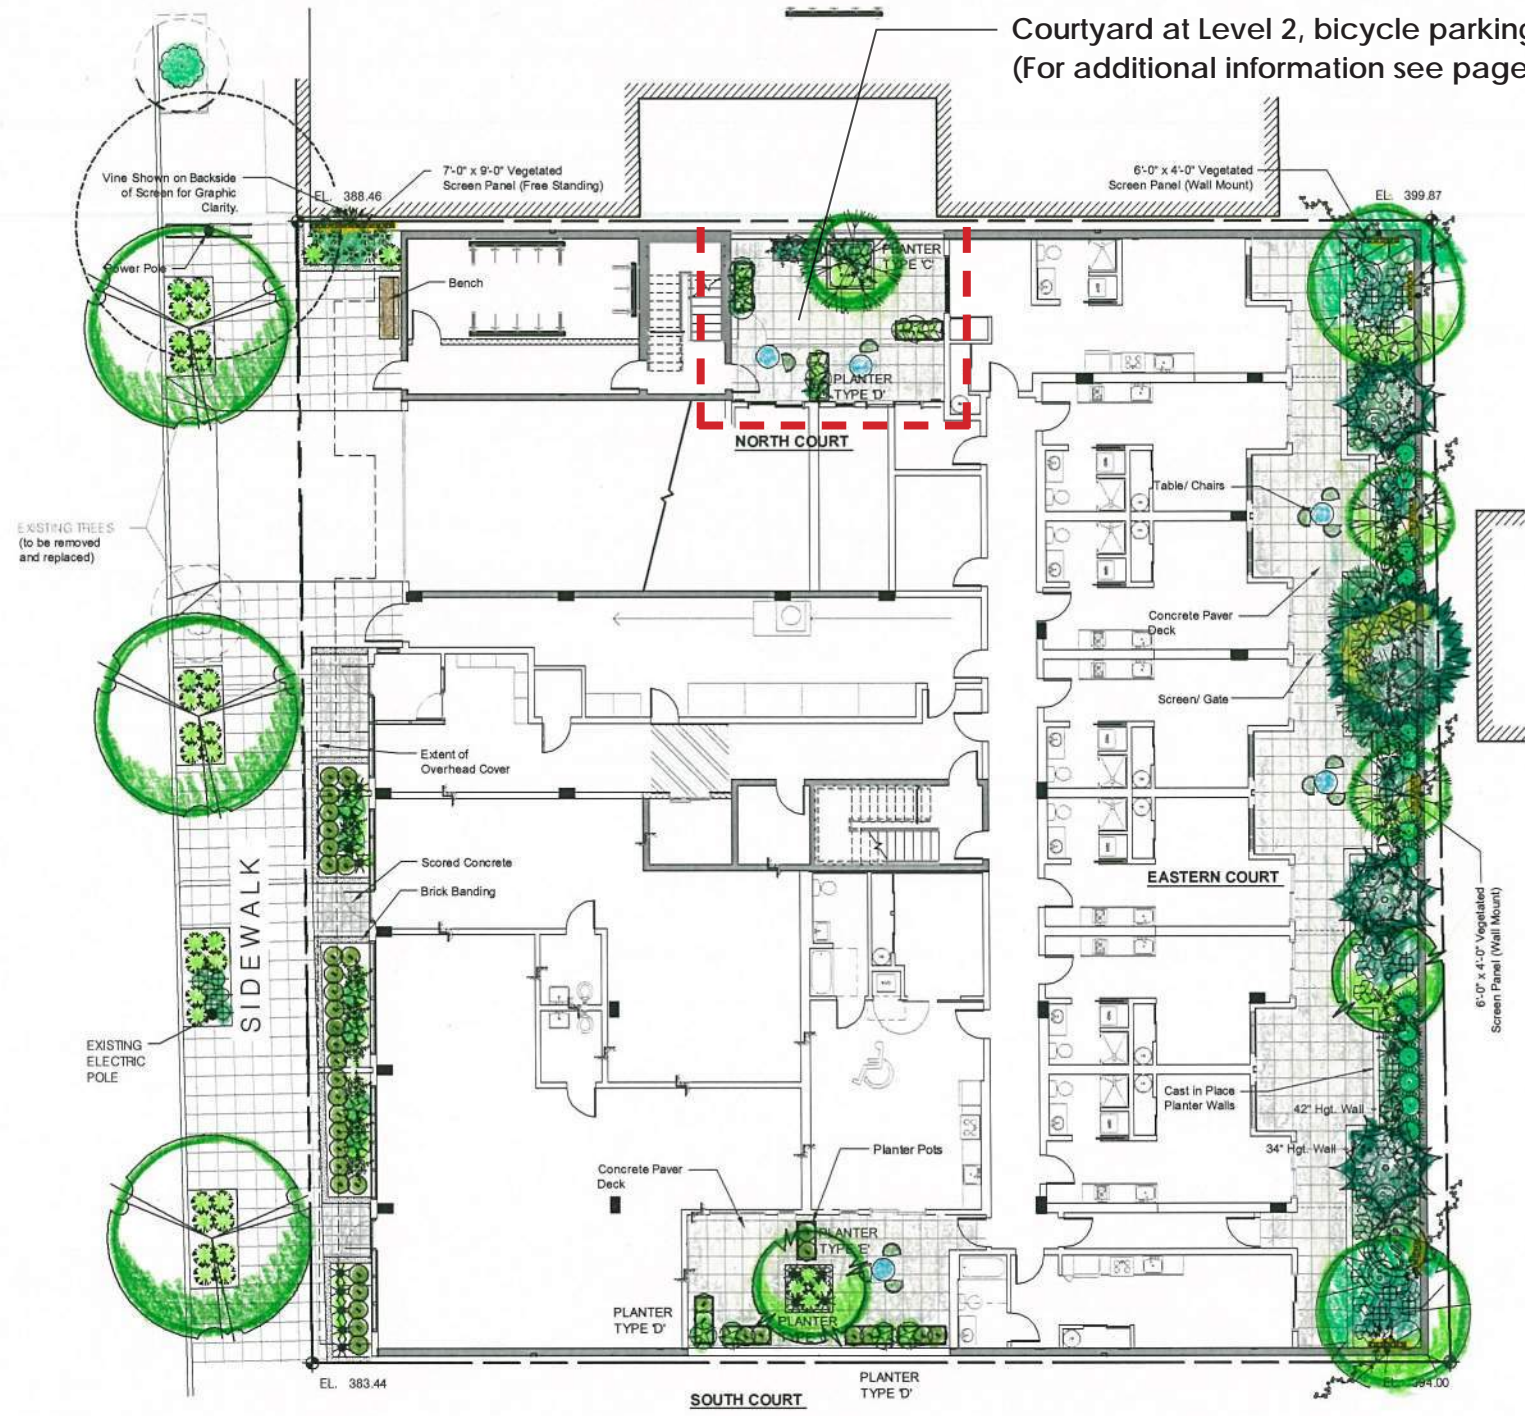 Courtyard at Level 2, bicycle parking
(For additional information see page
Vine Shown on Backside
of Screen for Graphic
Clarity.
EL. 388.46
7'-0" x 9'-0" Vegetated
Screen Panel (Free Standing)
6'-0" x 4'-0" Vegetated
Screen Panel (Wall Mount)
EL. 399.87
Power Pole
Bench
PLANTER
TYPE 'C'
PLANTER
TYPE 'D'
NORTH COURT
EXISTING TREES
(to be removed
and replaced)
Table/ Chairs
Concrete Paver
Deck
Screen/ Gate
Extent of
Overhead Cover
Scored Concrete
Brick Banding
SIDEWALK
EASTERN COURT
6'-0" x 4'-0" Vegetated
Screen Panel (Wall Mount)
EXISTING
ELECTRIC
POLE
Cast in Place
Planter Walls
42" Hgt. Wall
34" Hgt. Wall
Planter Pots
Concrete Paver
Deck
PLANTER
TYPE 'E'
PLANTER
TYPE 'D'
PLANTER
EL. 383.44
PLANTER
TYPE 'D'
SOUTH COURT